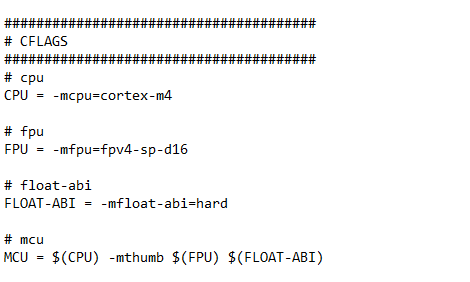 #######################################
# CFLAGS
#######################################
# cpu
CPU = -mcpu=cortex-m4
# fpu
FPU = -mfpu=fpv4-sp-d16
# float-abi
FLOAT-ABI = -mfloat-abi=hard
# mcu
MCU = $(CPU) -mthumb $(FPU) $(FLOAT-ABI)